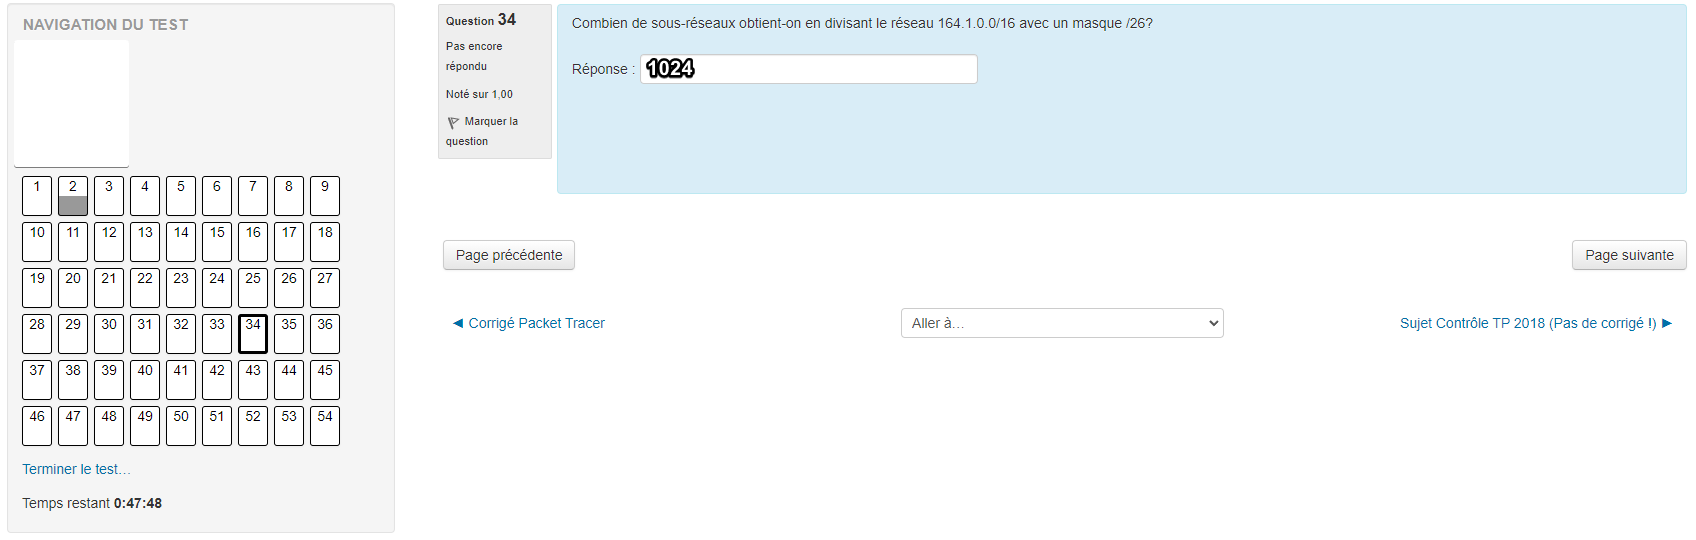 NAVIGATION DU TEST
1 2 3 4 5 6 7 8 9
10 11 12 13 14 15 16 17 18
19 20 21 22 23 24 25 26 27
28 29 30 31 32 33 34 35 36
37 38 39 40 41 42 43 44 45
46 47 48 49 50 51 52 53 54
Terminer le test…
Temps restant 0:47:48
Question 34
Pas encore
répondu
Noté sur 1,00
Marquer la
question
Combien de sous-réseaux obtient-on en divisant le réseau 164.1.0.0/16 avec un masque /26?
Réponse : 1024
Page précédente
Page suivante
◄ Corrigé Packet Tracer
Aller à…
Sujet Contrôle TP 2018 (Pas de corrigé !) ►